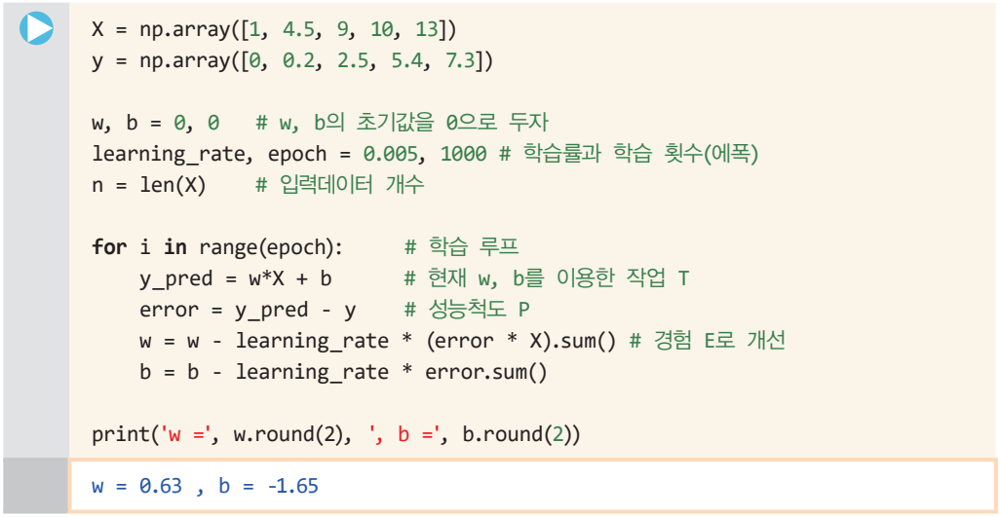 X = np.array([1, 4.5, 9, 10, 13])
y = np.array([0, 0.2, 2.5, 5.4, 7.3])
w, b = 0, 0 # w, b의 초기값을 0으로 두자
learning_rate, epoch = 0.005, 1000 # 학습률과 학습 횟수(에폭)
n = len(X) # 입력데이터 개수
for i in range(epoch): # 학습 루프
    y_pred = w*X + b # 현재 w, b를 이용한 작업 T
    error = y_pred - y # 성능척도 P
    w = w - learning_rate * (error * X).sum() # 경험 E로 개선
    b = b - learning_rate * error.sum()
print('w =', w.round(2), ', b =', b.round(2))
w = 0.63 , b = -1.65